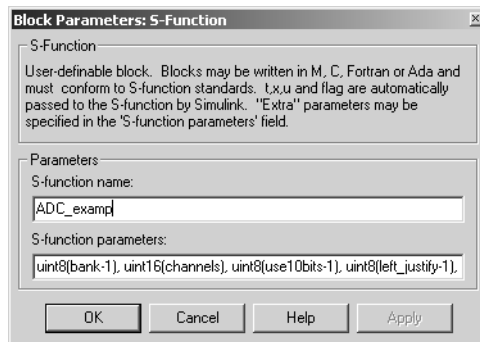 Block Parameters: S-Function
S-Function
User-definable block. Blocks may be written in M, C, Fortran or Ada and
must conform to S-function standards. t,x,u and flag are automatically
passed to the S-function by Simulink. "Extra" parameters may be
specified in the 'S-function parameters' field.
Parameters
S-function name:
ADC_examp
S-function parameters:
uint8(bank-1), uint16(channels), uint8(use10bits-1), uint8(left_justify-1),
OK Cancel Help Apply